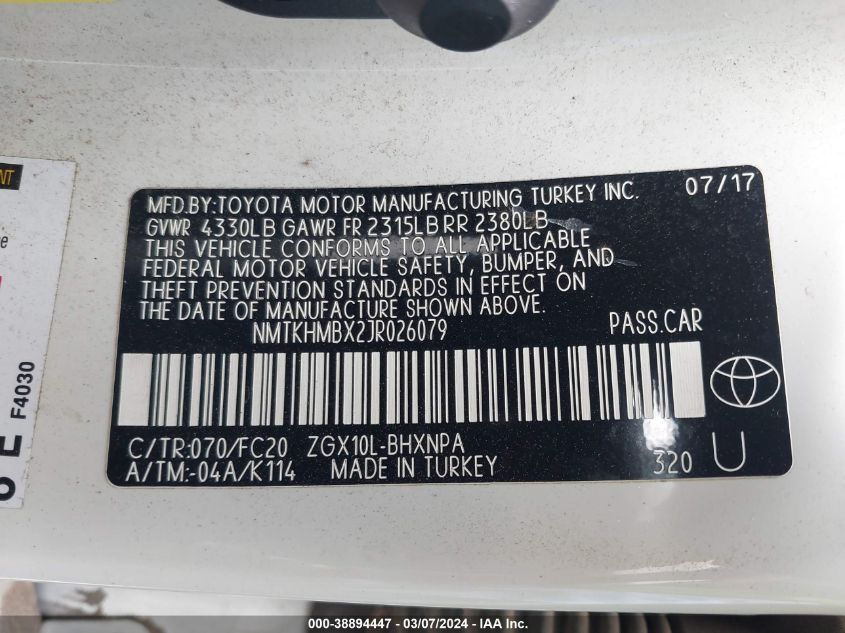 MFD.BY:TOYOTA MOTOR MANUFACTURING TURKEY INC. 07/17
GVWR 4330LB GAWR FR 2315LB RR 2380LB
THIS VEHICLE CONFORMS TO ALL APPLICABLE
FEDERAL MOTOR VEHICLE SAFETY, BUMPER, AND
THEFT PREVENTION STANDARDS IN EFFECT ON
THE DATE OF MANUFACTURE SHOWN ABOVE.
NMTKHMBX2JR026079 PASS.CAR
C/TR:070/FC20 ZGX10L-BHXNPA
A/TM:-04A/K114 MADE IN TURKEY 320 U
F4030
000-38894447 - 03/07/2024 - IAAI.com